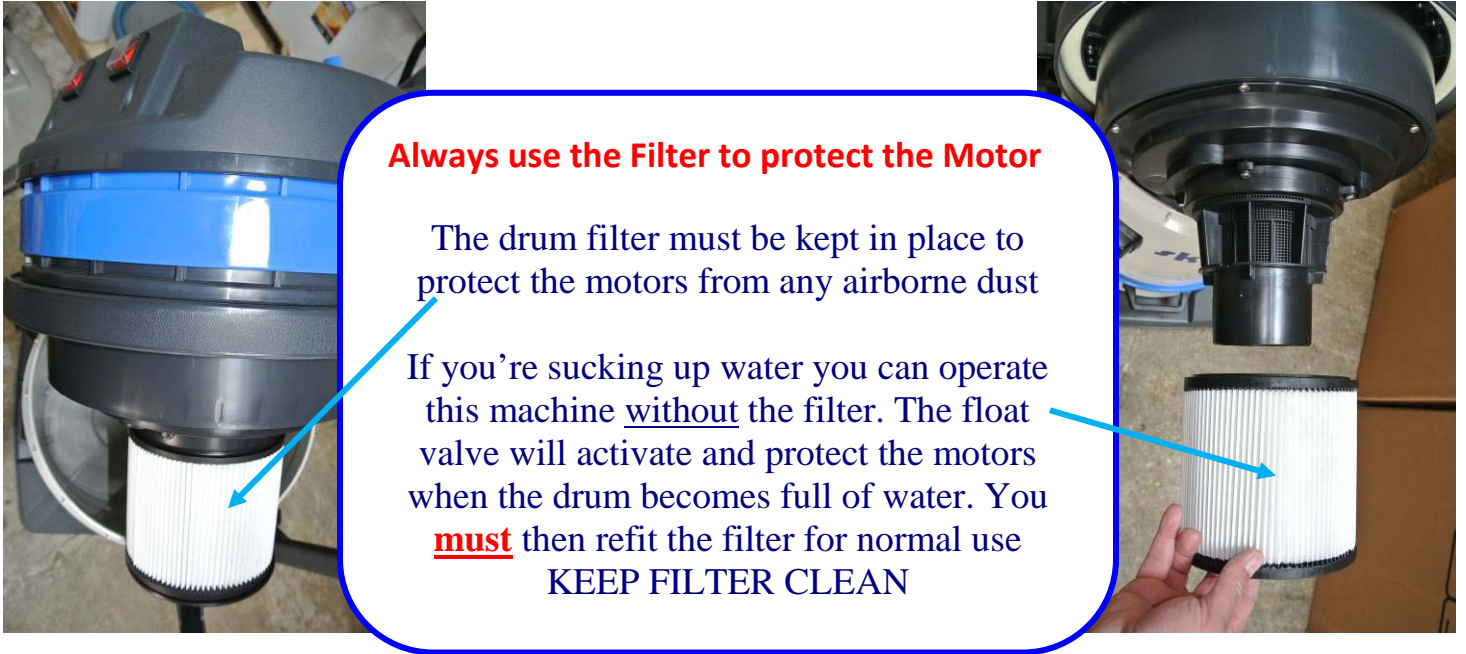 Always use the Filter to protect the Motor
The drum filter must be kept in place to
protect the motors from any airborne dust
If you’re sucking up water you can operate
this machine without the filter. The float
valve will activate and protect the motors
when the drum becomes full of water. You
must then refit the filter for normal use
KEEP FILTER CLEAN